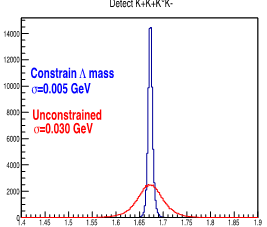 Detect K+K+K+K-
Constrain Λ mass
σ=0.005 GeV
Unconstrained
σ=0.030 GeV
14000
12000
10000
8000
6000
4000
2000
0
1.4 1.45 1.5 1.55 1.6 1.65 1.7 1.75 1.8 1.85 1.9